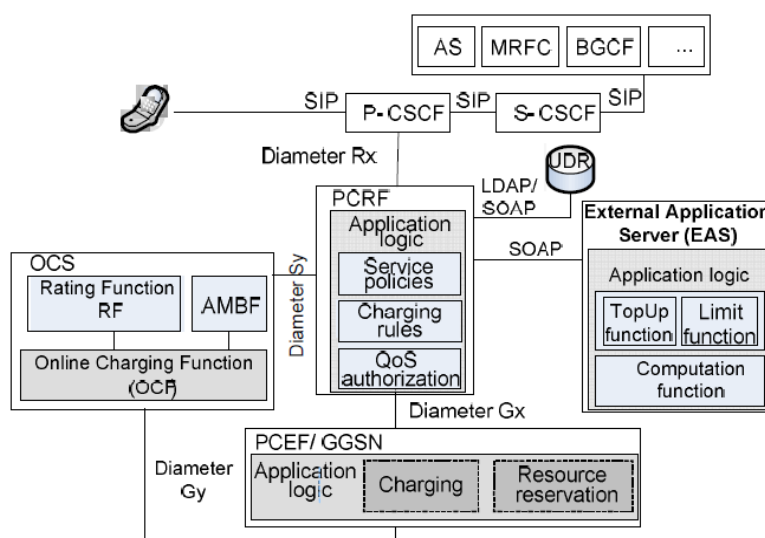 AS MRFC BGCF ...
SIP SIP SIP
P-CSCF S-CSCF
Diameter Rx
UDR
LDAP/
SOAP
PCRF
Application
logic
Service
policies
Charging
rules
QoS
authorization
SOAP
External Application
Server (EAS)
Application logic
TopUp
function
Limit
function
Computation
function
OCS
Rating Function
RF
AMBF
Online Charging Function
(OCF)
Diameter Sy
Diameter Gx
Diameter
Gy
PCEF/ GGSN
Application
logic
Charging
Resource
reservation